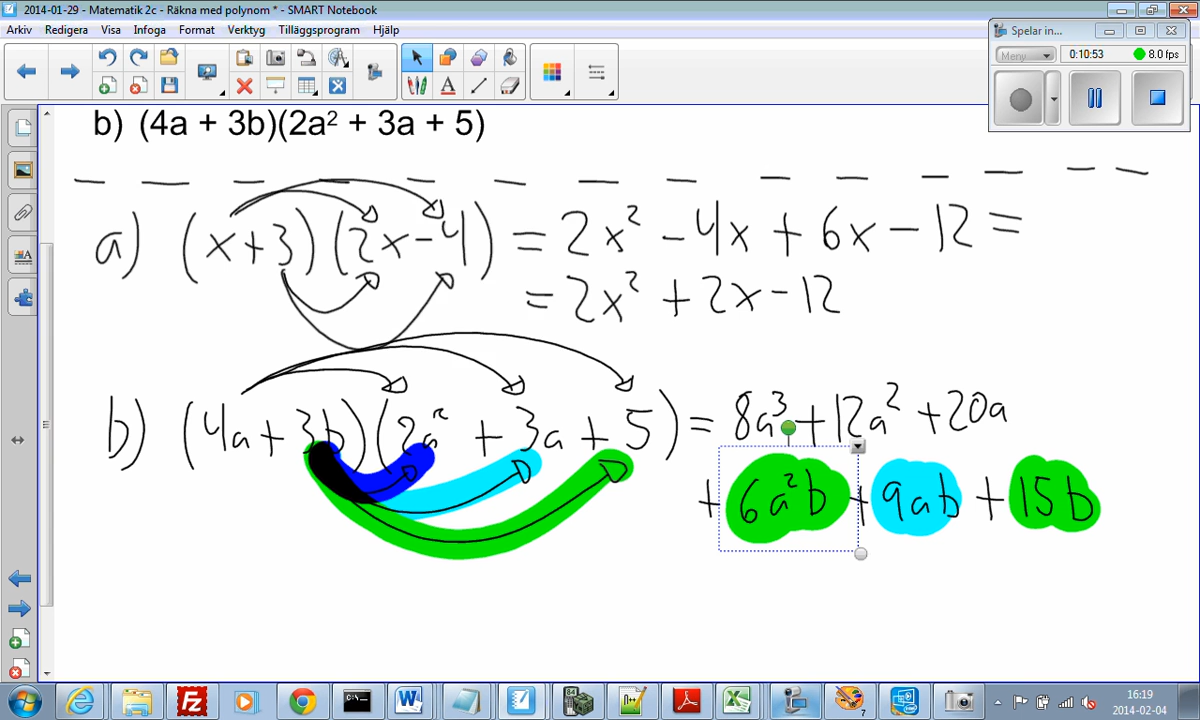 2014-01-29 - Matematik 2c - Räkna med polynom * - SMART Notebook
Arkiv Redigera Visa Infoga Format Verktyg Tilläggsprogram Hjälp
Spelar in...
Meny 0:10:53 8.0 fps
b) (4a + 3b)(2a² + 3a + 5)
a) (x+3)(2x-4) = 2x² - 4x + 6x - 12 =
= 2x² + 2x - 12
b) (4a+3b)(2a² + 3a + 5) = 8a³ + 12a² + 20a
+ 6a²b + 9ab + 15b
16:19
2014-02-04